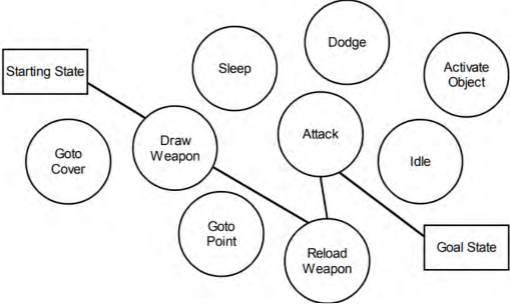 Dodge
Sleep
Starting State
Activate
Object
Draw
Weapon
Attack
Goto
Cover
Idle
Goto
Point
Reload
Weapon
Goal State